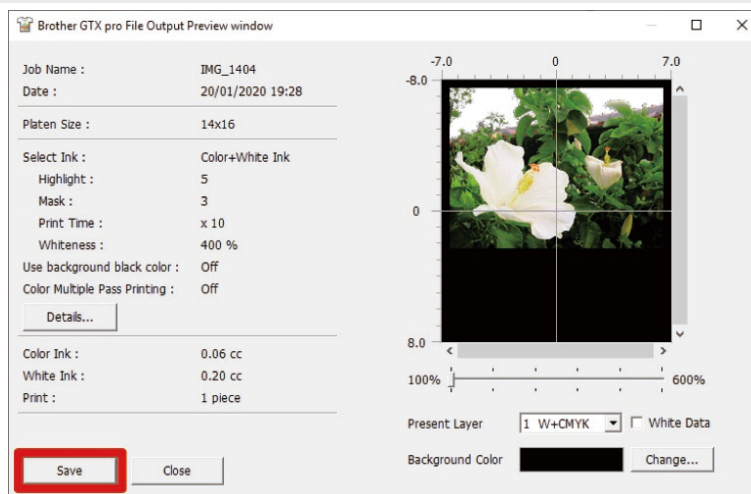 Brother GTX pro File Output Preview window
Job Name : IMG_1404
Date : 20/01/2020 19:28
Platen Size : 14x16
Select Ink : Color+White Ink
Highlight : 5
Mask : 3
Print Time : x 10
Whiteness : 400 %
Use background black color : Off
Color Multiple Pass Printing : Off
Details...
Color Ink : 0.06 cc
White Ink : 0.20 cc
Print : 1 piece
Save Close
-7.0 0 7.0
-8.0
0
8.0
100% 600%
Present Layer 1 W+CMYK White Data
Background Color Change...